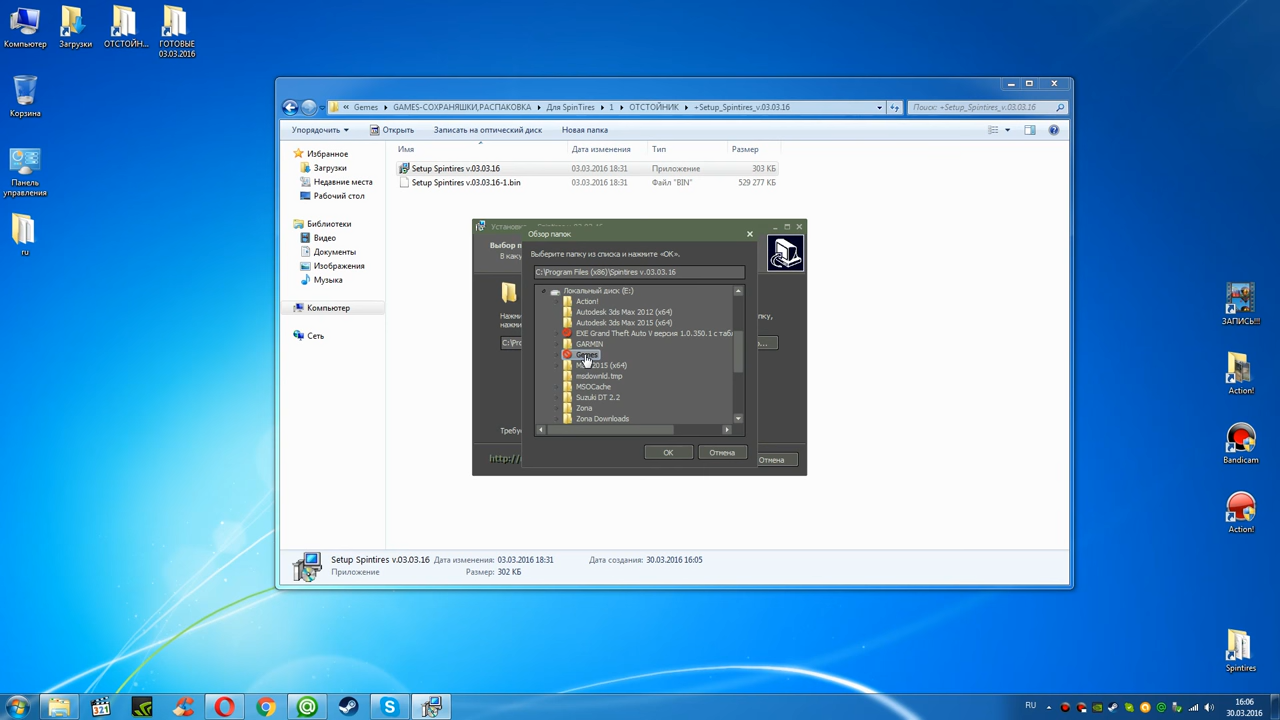 Компьютер
Загрузки
ОТСТОЙН...
ГОТОВЫЕ
03.03.2016
Корзина
Панель
управления
ru
« Gemes ▸ GAMES-СОХРАНЯШКИ,РАСПАКОВКА ▸ Для SpinTires ▸ 1 ▸ ОТСТОЙНИК ▸ +Setup_Spintires_v.03.03.16
Поиск: +Setup_Spintires_v.03.03.16
Упорядочить
Открыть
Записать на оптический диск
Новая папка
Имя
Дата изменения
Тип
Размер
Избранное
Загрузки
Недавние места
Рабочий стол
Библиотеки
Видео
Документы
Изображения
Музыка
Компьютер
Сеть
Setup Spintires v.03.03.16 03.03.2016 18:31 Приложение 303 КБ
Setup Spintires v.03.03.16-1.bin 03.03.2016 18:31 Файл "BIN" 529 277 КБ
Обзор папок
Выберите папку из списка и нажмите «ОК».
C:\Program Files (x86)\Spintires v.03.03.16
Локальный диск (E:)
Action!
Autodesk 3ds Max 2012 (x64)
Autodesk 3ds Max 2015 (x64)
EXE Grand Theft Auto V версия 1.0.350.1 с табл
GARMIN
2015 (x64)
msdownld.tmp
MSOCache
Suzuki DT 2.2
Zona
Zona Downloads
ОК
Отмена
Выбор п
В каку
Нажми
нажми
C:\Pro
пку,
Требу
http://
Отмена
Setup Spintires v.03.03.16 Дата изменения: 03.03.2016 18:31 Дата создания: 30.03.2016 16:05
Приложение Размер: 302 КБ
ЗАПИСЬ!!!
Action!
Bandicam
Action!
Spintires
RU
16:06
30.03.2016